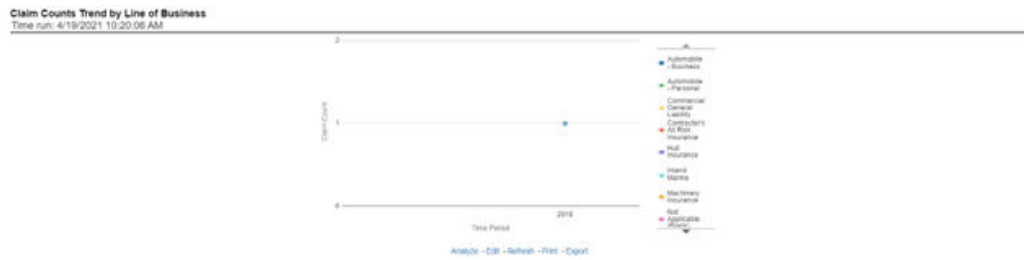 Claim Counts Trend by Line of Business
Time run: 4/19/2021 10:20:06 AM
2
Claim Count
1
0
Time Period
Automobile
- Business
Automobile
- Personal
Commercial
General
Liability
Contractor's
All Risk
Insurance
Hull
Insurance
Inland
Marine
Machinery
Insurance
Not
Applicable
Analyze - Edit - Refresh - Print - Export